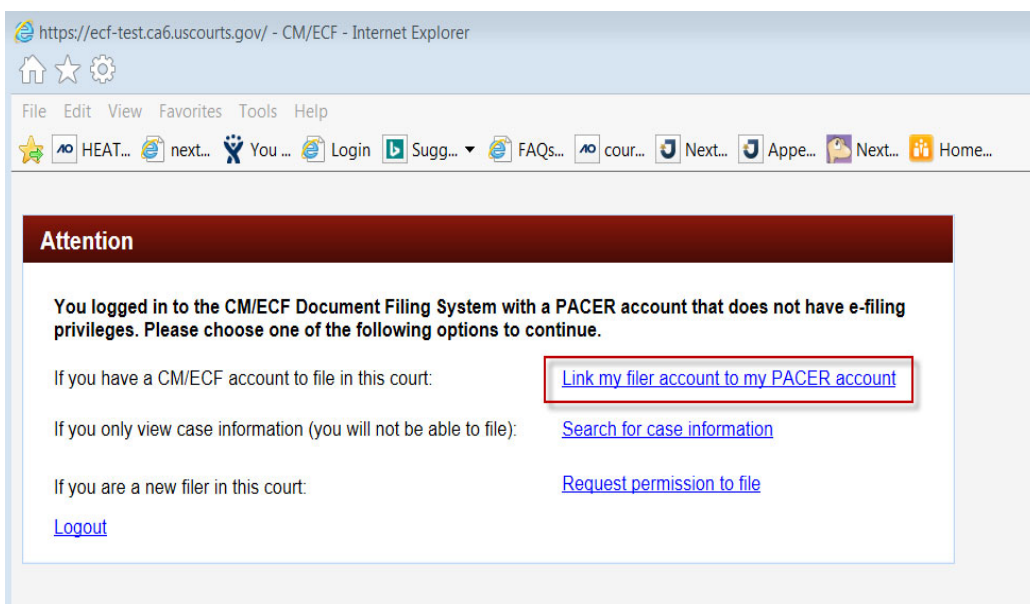 https://ecf-test.ca6.uscourts.gov/ - CM/ECF - Internet Explorer
File Edit View Favorites Tools Help
AO HEAT... next... You ... Login b Sugg... FAQs... AO cour... J Next... J Appe... Next... Home...
Attention
You logged in to the CM/ECF Document Filing System with a PACER account that does not have e-filing
privileges. Please choose one of the following options to continue.
If you have a CM/ECF account to file in this court: Link my filer account to my PACER account
If you only view case information (you will not be able to file): Search for case information
If you are a new filer in this court: Request permission to file
Logout